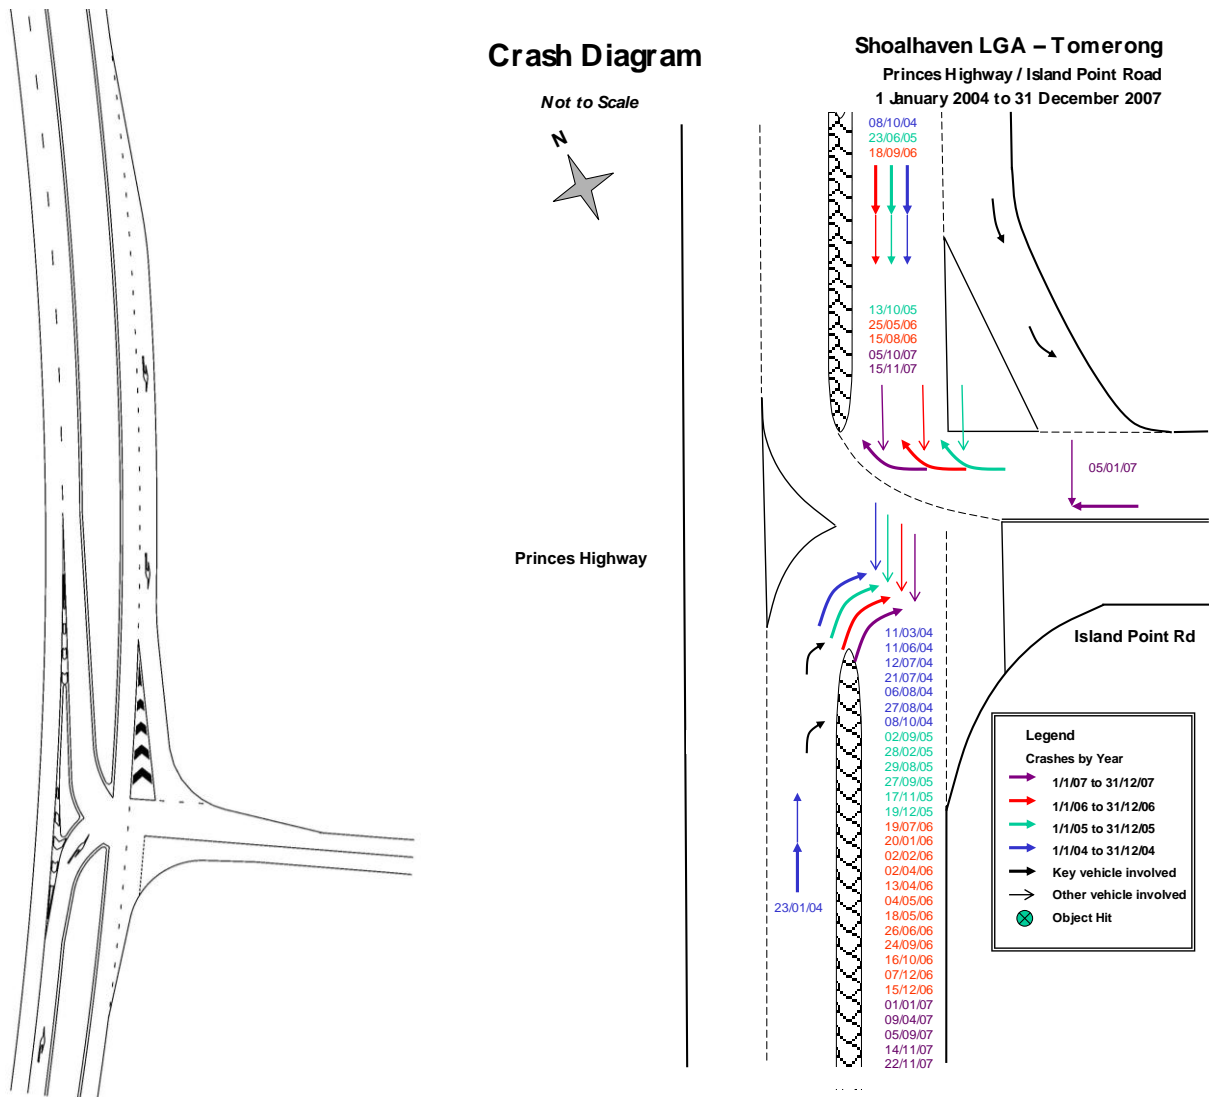 Crash Diagram
Not to Scale
N
Shoalhaven LGA – Tomerong
Princes Highway / Island Point Road
1 January 2004 to 31 December 2007
08/10/04
23/06/05
18/09/06
13/10/05
25/05/06
15/08/06
05/10/07
15/11/07
05/01/07
Princes Highway
Island Point Rd
11/03/04
11/06/04
12/07/04
21/07/04
06/08/04
27/08/04
08/10/04
02/09/05
28/02/05
29/08/05
27/09/05
17/11/05
19/12/05
19/07/06
20/01/06
02/02/06
02/04/06
13/04/06
04/05/06
18/05/06
26/06/06
24/09/06
16/10/06
07/12/06
15/12/06
01/01/07
09/04/07
05/09/07
14/11/07
22/11/07
23/01/04
Legend
Crashes by Year
1/1/07 to 31/12/07
1/1/06 to 31/12/06
1/1/05 to 31/12/05
1/1/04 to 31/12/04
Key vehicle involved
Other vehicle involved
Object Hit